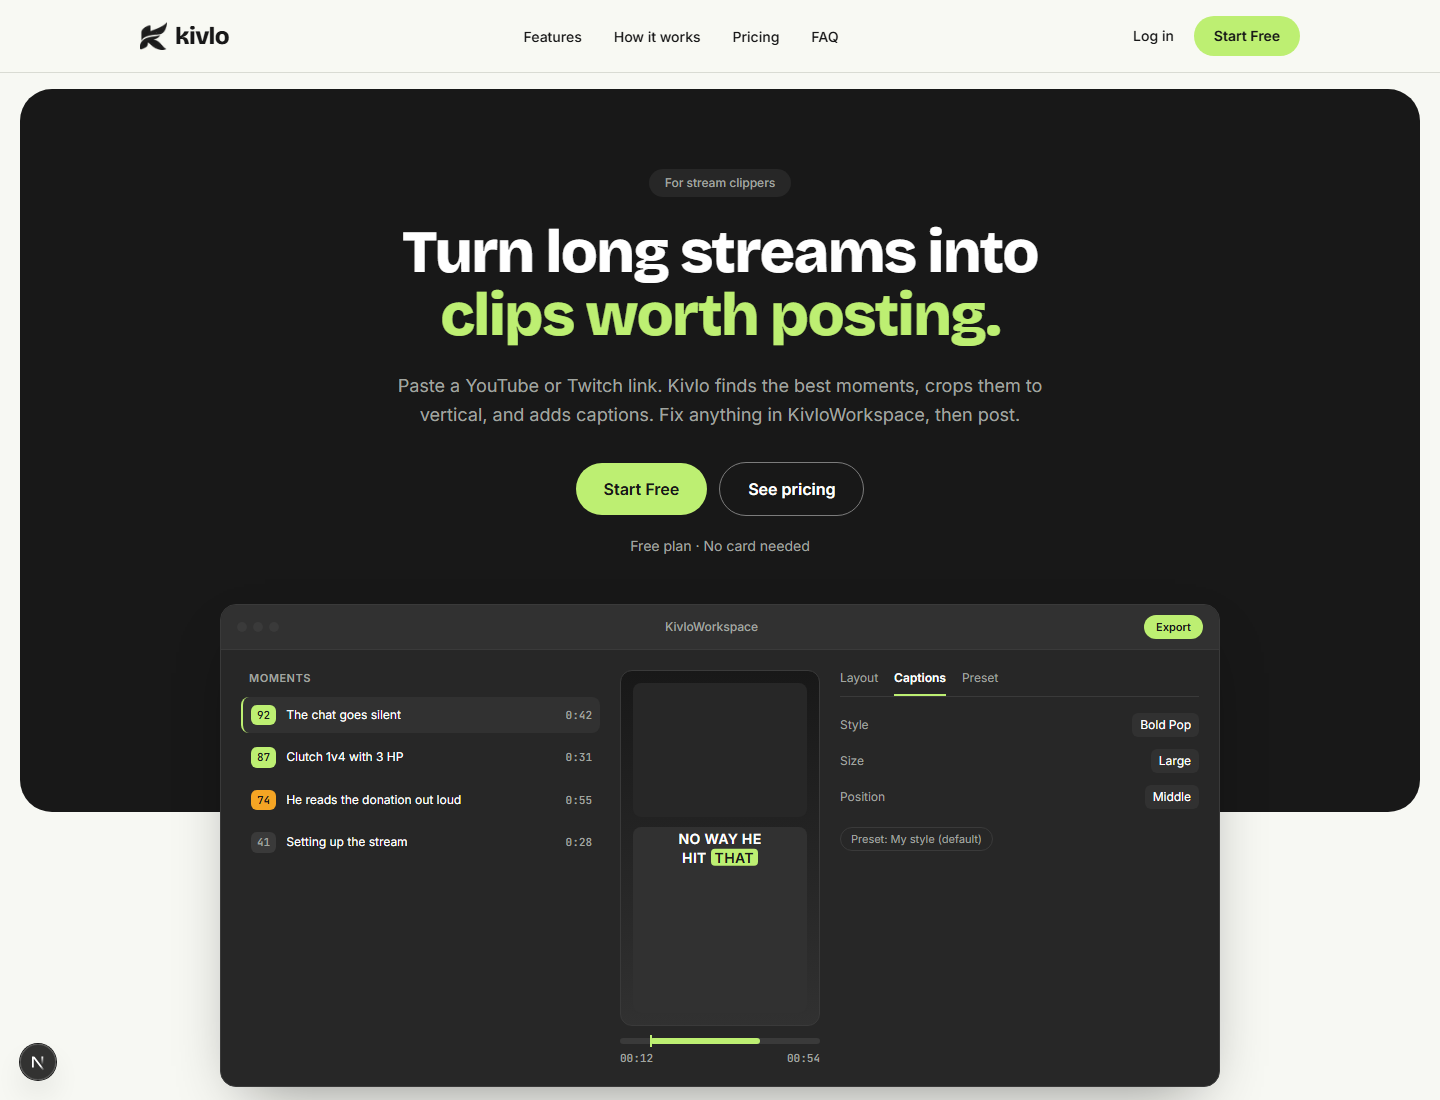 kivlo
Features
How it works
Pricing
FAQ
Log in
Start Free
For stream clippers
Turn long streams into
clips worth posting.
Paste a YouTube or Twitch link. Kivlo finds the best moments, crops them to
vertical, and adds captions. Fix anything in KivloWorkspace, then post.
Start Free
See pricing
Free plan · No card needed
KivloWorkspace
Export
MOMENTS
92 The chat goes silent 0:42
87 Clutch 1v4 with 3 HP 0:31
74 He reads the donation out loud 0:55
41 Setting up the stream 0:28
NO WAY HE
HIT THAT
00:12 00:54
Layout Captions Preset
Style Bold Pop
Size Large
Position Middle
Preset: My style (default)
N